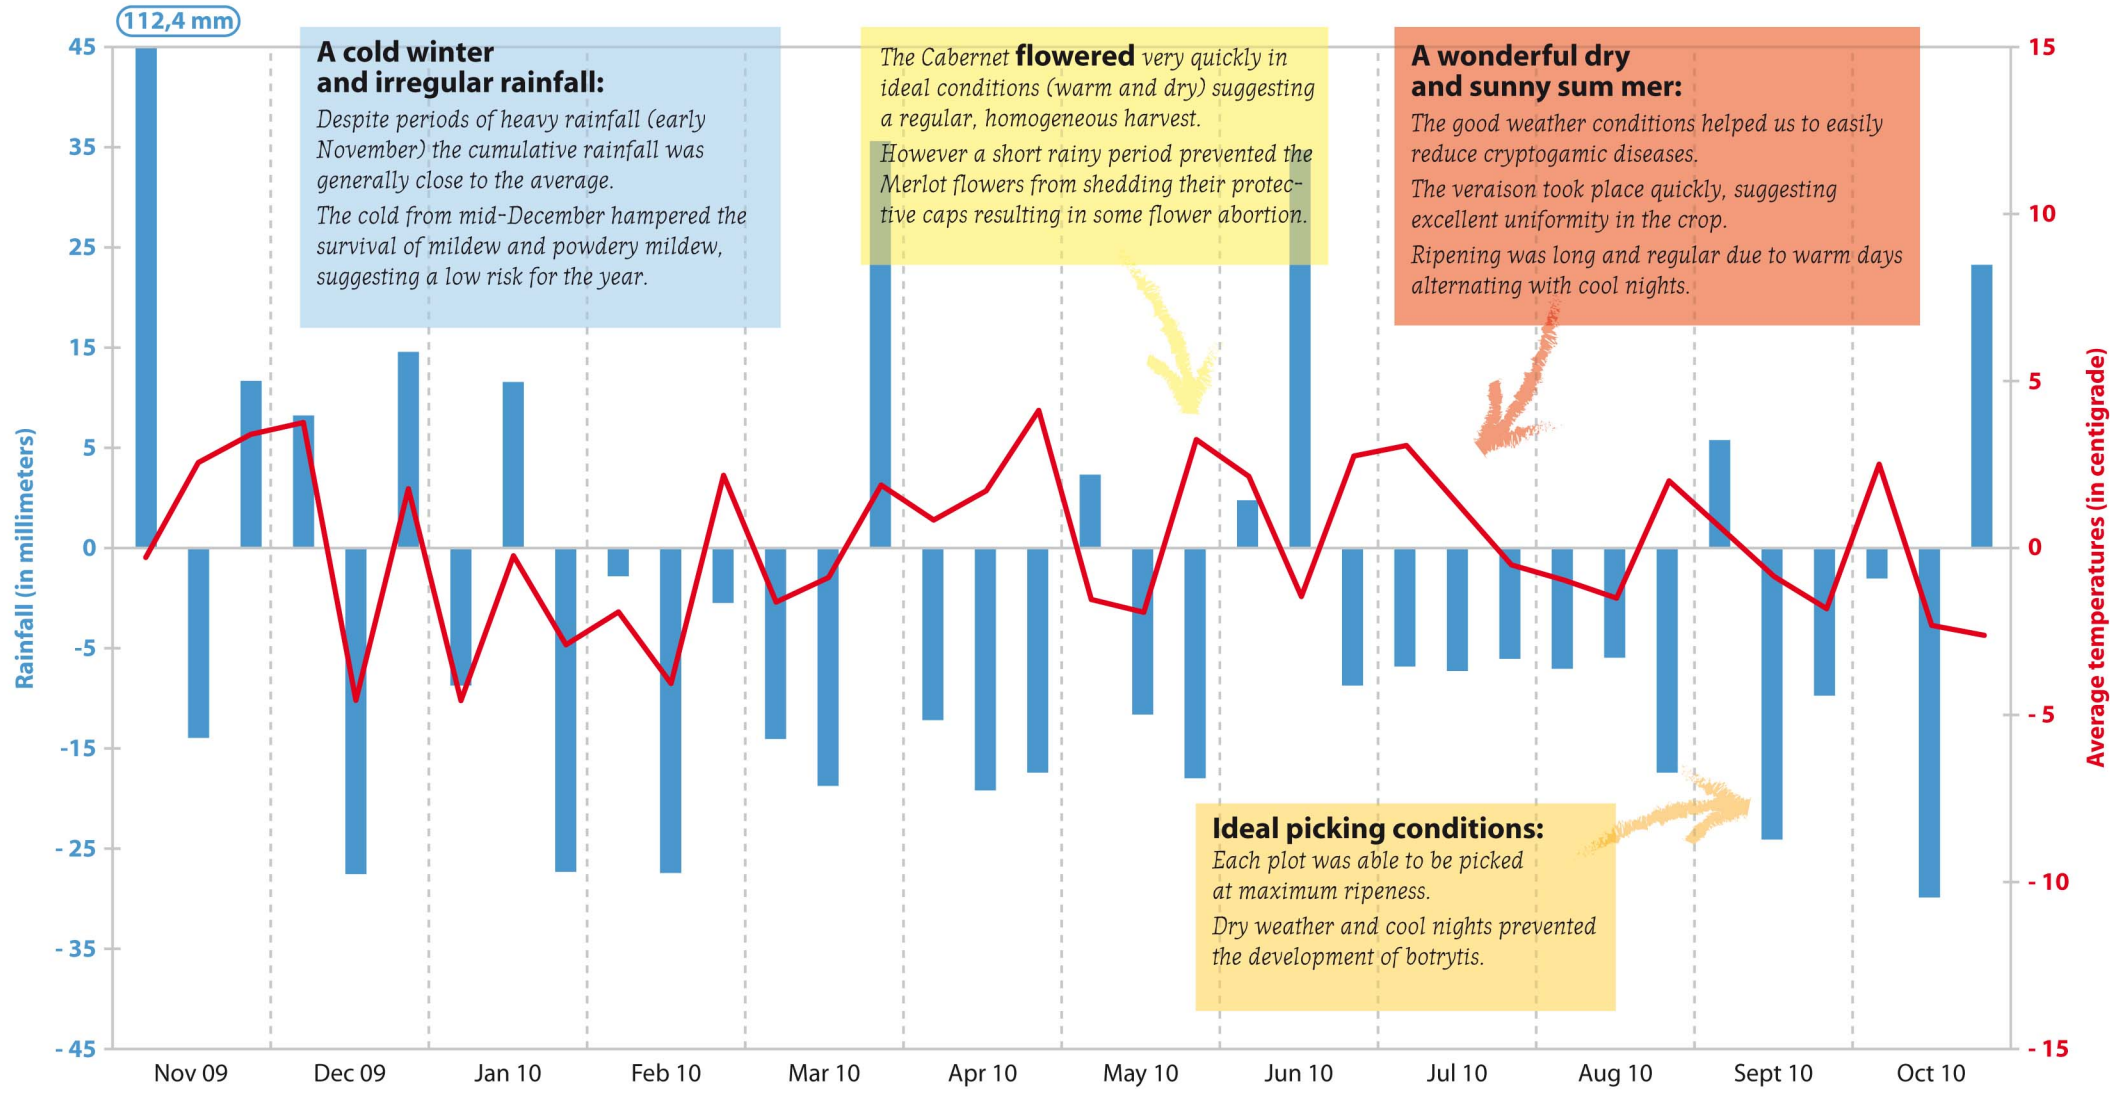 112,4 mm
45
35
25
15
5
0
-5
-15
- 25
- 35
- 45
Rainfall (in millimeters)
A cold winter
and irregular rainfall:
Despite periods of heavy rainfall (early
November) the cumulative rainfall was
generally close to the average.
The cold from mid-December hampered the
survival of mildew and powdery mildew,
suggesting a low risk for the year.
The Cabernet flowered very quickly in
ideal conditions (warm and dry) suggesting
a regular, homogeneous harvest.
However a short rainy period prevented the
Merlot flowers from shedding their protec-
tive caps resulting in some flower abortion.
A wonderful dry
and sunny sum mer:
The good weather conditions helped us to easily
reduce cryptogamic diseases.
The veraison took place quickly, suggesting
excellent uniformity in the crop.
Ripening was long and regular due to warm days
alternating with cool nights.
Ideal picking conditions:
Each plot was able to be picked
at maximum ripeness.
Dry weather and cool nights prevented
the development of botrytis.
15
10
5
0
- 5
- 10
- 15
Average temperatures (in centigrade)
Nov 09
Dec 09
Jan 10
Feb 10
Mar 10
Apr 10
May 10
Jun 10
Jul 10
Aug 10
Sept 10
Oct 10